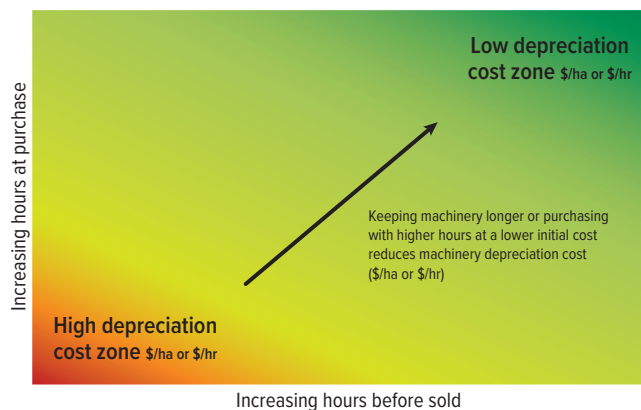 Low depreciation
cost zone $/ha or $/hr
Increasing hours at purchase
Keeping machinery longer or purchasing
with higher hours at a lower initial cost
reduces machinery depreciation cost
($/ha or $/hr)
High depreciation
cost zone $/ha or $/hr
Increasing hours before sold